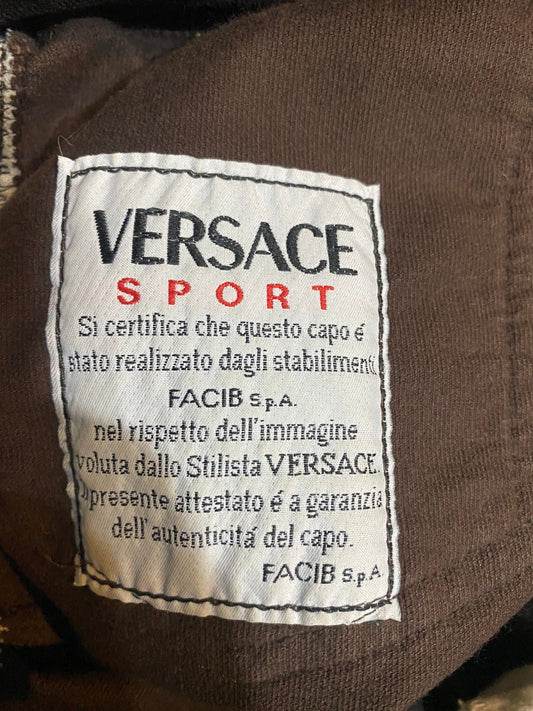 VERSACE
SPORT
Si certifica che questo capo é
stato realizzato dagli stabilimenti
FACIB S.p.A.
nel rispetto dell'immagine
voluta dallo Stilista VERSACE.
presente attestato é a garanzia
dell'autenticitá del capo.
FACIB S.p.A